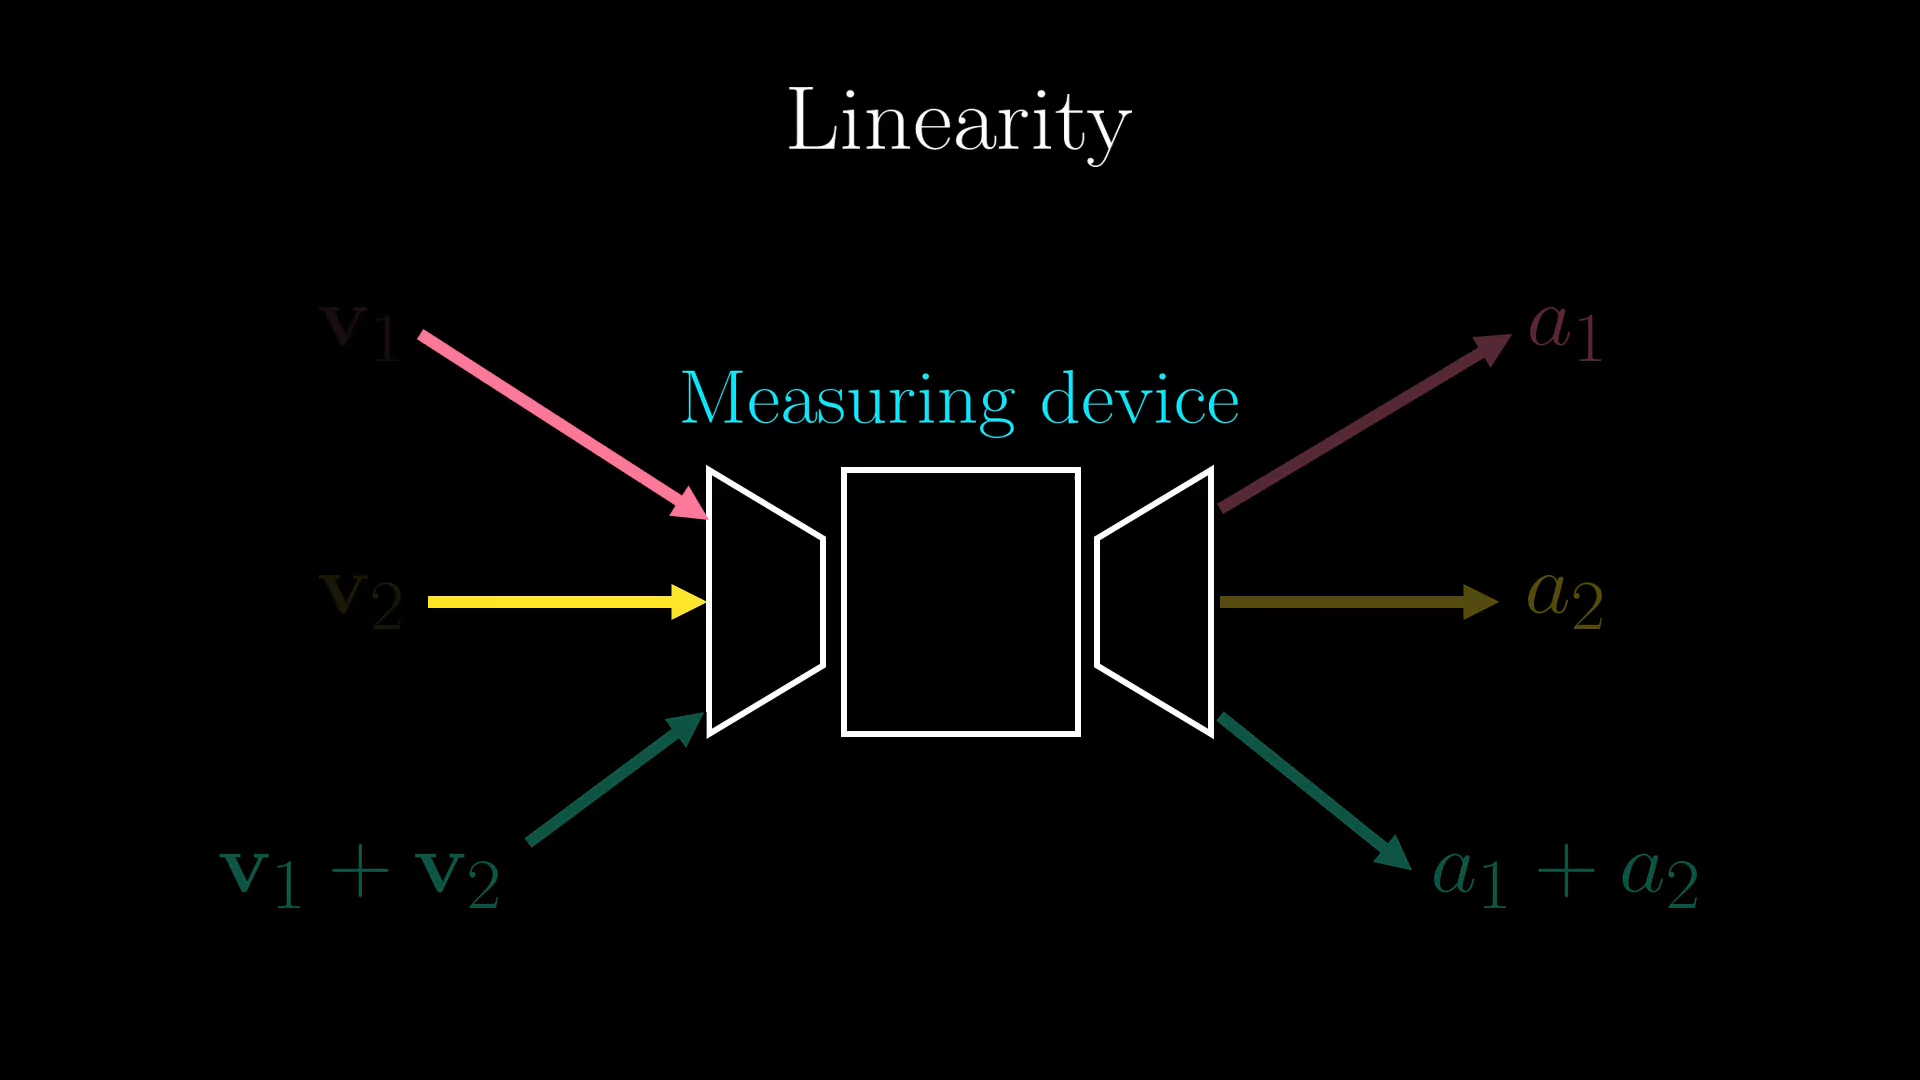 Linearity
v₁
a₁
Measuring device
v₂
a₂
v₁ + v₂
a₁ + a₂